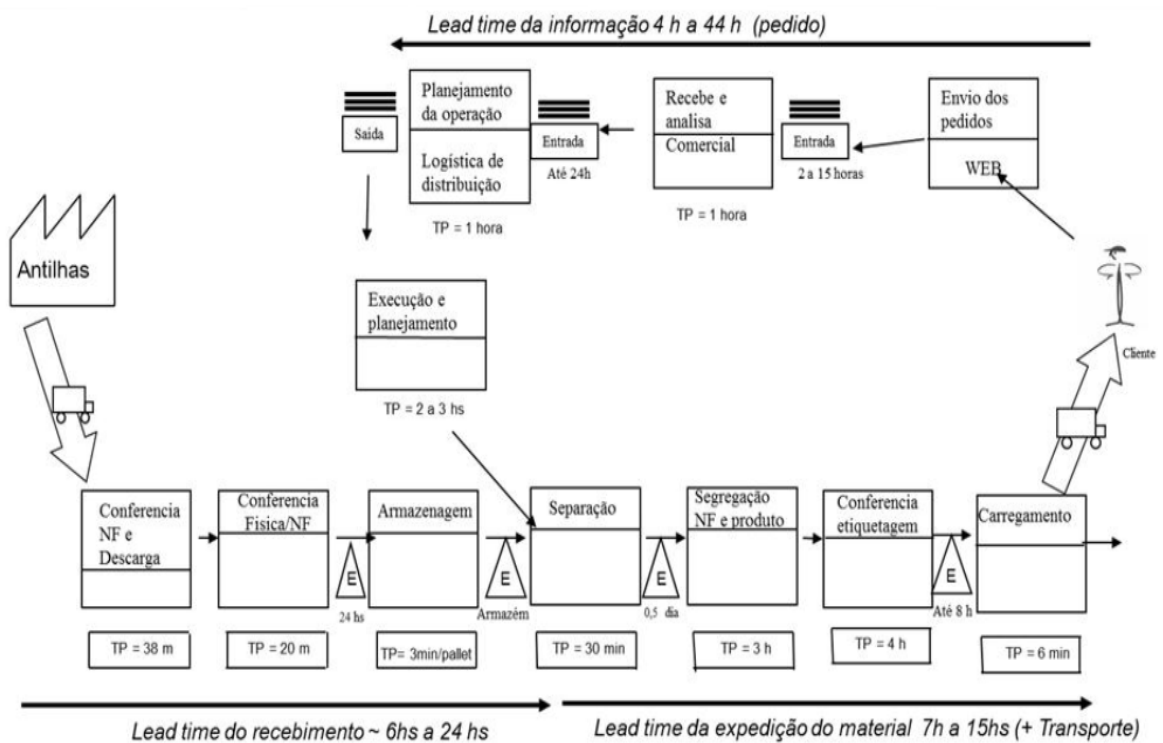 Lead time da informação 4 h a 44 h (pedido)
Saída
Planejamento
da operação
Logística de
distribuição
TP = 1 hora
Entrada
Até 24h
Recebe e
analisa
Comercial
TP = 1 hora
Entrada
2 a 15 horas
Envio dos
pedidos
WEB
Antilhas
Execução e
planejamento
TP = 2 a 3 hs
Cliente
Conferencia
NF e
Descarga
Conferencia
Fisica/NF
E
24 hs
Armazenagem
E
Armazém
Separação
E
0,5 dia
Segregação
NF e produto
Conferencia
etiquetagem
E
Até 8 h
Carregamento
TP = 38 m
TP = 20 m
TP= 3min/pallet
TP = 30 min
TP = 3 h
TP = 4 h
TP = 6 min
Lead time do recebimento ~ 6hs a 24 hs
Lead time da expedição do material 7h a 15hs (+ Transporte)